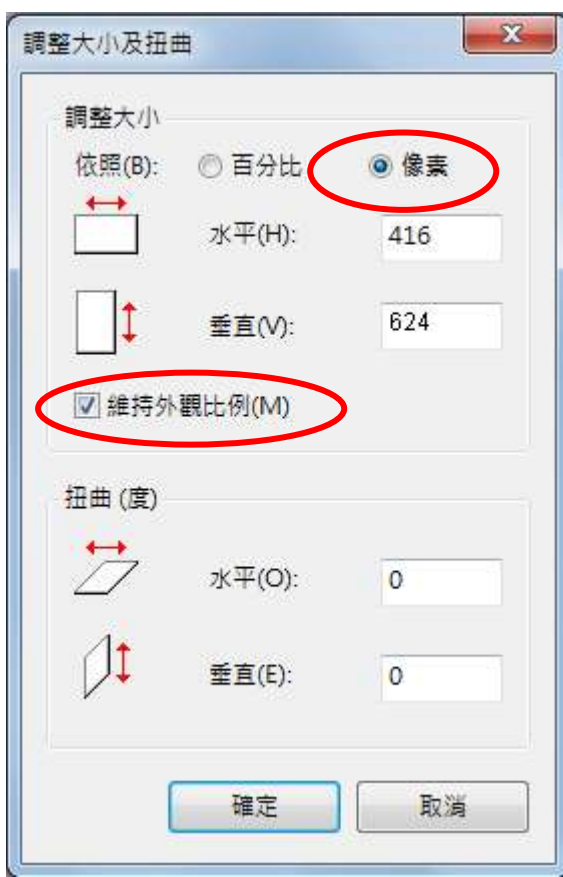 調整大小及扭曲
調整大小
依照(B): 百分比 像素
水平(H): 416
垂直(V): 624
維持外觀比例(M)
扭曲 (度)
水平(O): 0
垂直(E): 0
確定 取消